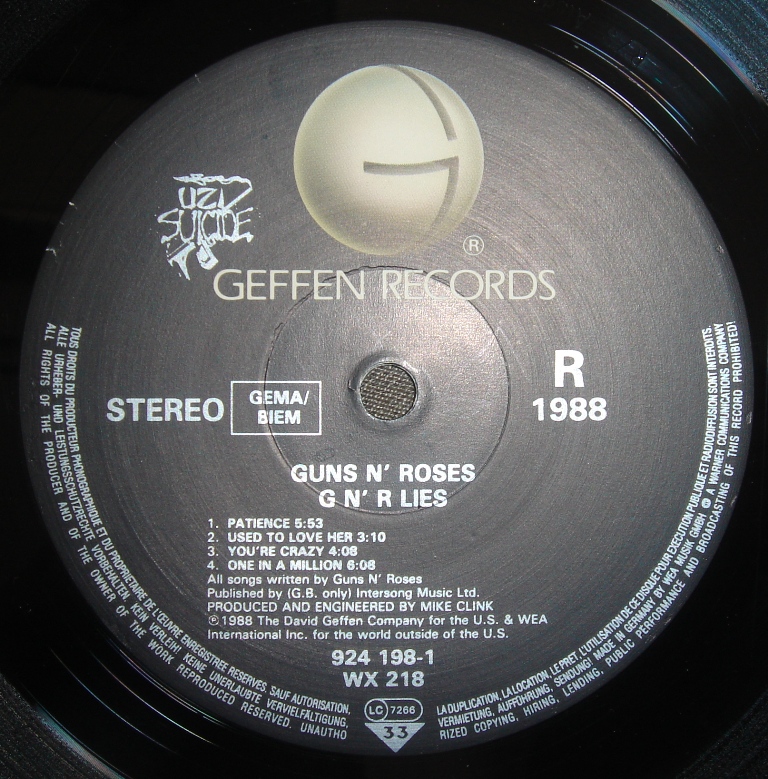 UZI
SUICIDE
®
GEFFEN RECORDS
STEREO
GEMA/
BIEM
R
1988
GUNS N' ROSES
G N' R LIES
1. PATIENCE 5:53
2. USED TO LOVE HER 3:10
3. YOU'RE CRAZY 4:08
4. ONE IN A MILLION 6:08
All songs written by Guns N' Roses
Published by (G.B. only) Intersong Music Ltd.
PRODUCED AND ENGINEERED BY MIKE CLINK
℗1988 The David Geffen Company for the U.S. & WEA
International Inc. for the world outside of the U.S.
924 198-1
WX 218
LC 7266
33
TOUS DROITS DU PRODUCTEUR PHONOGRAPHIQUE ET DU PROPRIETAIRE DE L'ŒUVRE ENREGISTREE RESERVES. SAUF AUTORISATION, LA DUPLICATION, LA LOCATION, LE PRET, L'UTILISATION DE CE DISQUE POUR EXECUTION PUBLIQUE ET RADIODIFFUSION SONT INTERDITS.
ALLE URHEBER- UND LEISTUNGSSCHUTZRECHTE VORBEHALTEN. KEIN VERLEIH! KEINE UNERLAUBTE VERVIELFÄLTIGUNG, VERMIETUNG, AUFFÜHRUNG, SENDUNG! MADE IN GERMANY BY WEA MUSIK GMBH A WARNER COMMUNICATIONS COMPANY
ALL RIGHTS OF THE PRODUCER AND OF THE OWNER OF THE WORK REPRODUCED RESERVED. UNAUTHORIZED COPYING, HIRING, LENDING, PUBLIC PERFORMANCE AND BROADCASTING OF THIS RECORD PROHIBITED!